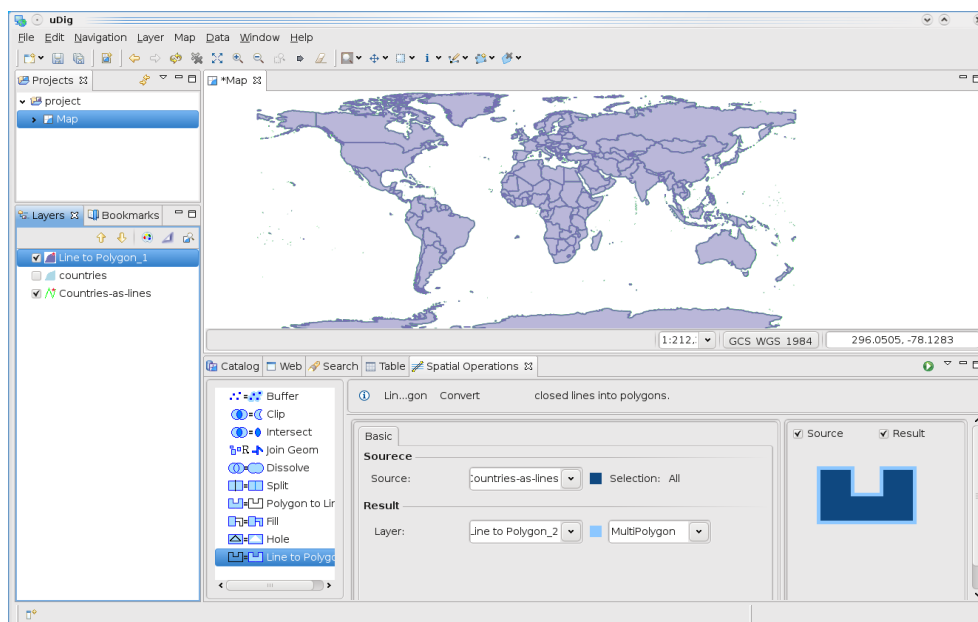 uDig
File Edit Navigation Layer Map Data Window Help
Projects
*Map
project
Map
Layers Bookmarks
Line to Polygon_1
countries
Countries-as-lines
1:212,
GCS WGS 1984
296.0505, -78.1283
Catalog Web Search Table Spatial Operations
Buffer
Clip
Intersect
Join Geom
Dissolve
Split
Polygon to Lin
Fill
Hole
Line to Polygo
Lin...gon Convert closed lines into polygons.
Basic
Sourece
Source: Countries-as-lines Selection: All
Result
Layer: Line to Polygon_2 MultiPolygon
Source Result